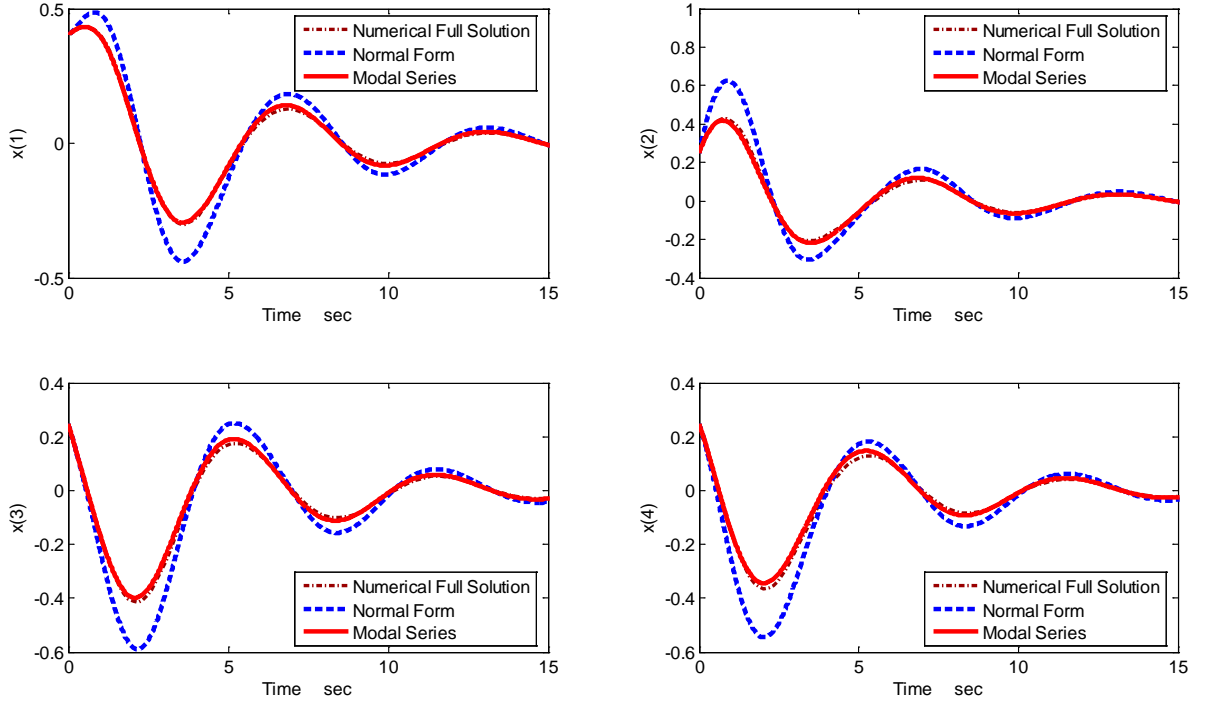 0.5
0
-0.5
x(1)
0 5 10 15
Time sec
Numerical Full Solution
Normal Form
Modal Series
1
0.8
0.6
0.4
0.2
0
-0.2
-0.4
x(2)
0 5 10 15
Time sec
Numerical Full Solution
Normal Form
Modal Series
0.4
0.2
0
-0.2
-0.4
-0.6
x(3)
0 5 10 15
Time sec
Numerical Full Solution
Normal Form
Modal Series
0.4
0.2
0
-0.2
-0.4
-0.6
x(4)
0 5 10 15
Time sec
Numerical Full Solution
Normal Form
Modal Series